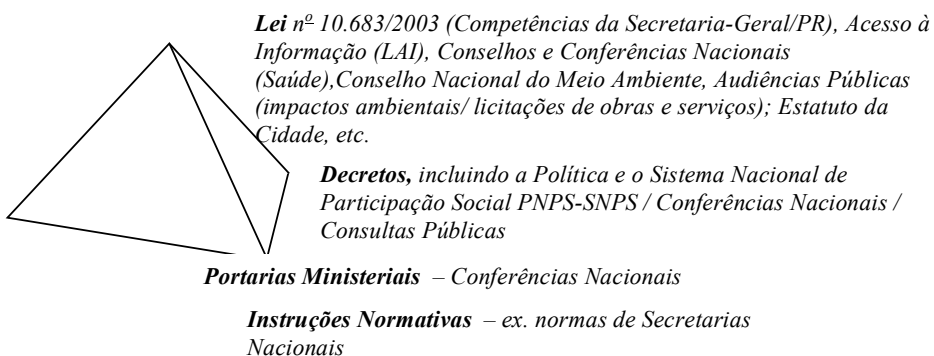 Lei nº 10.683/2003 (Competências da Secretaria-Geral/PR), Acesso à
Informação (LAI), Conselhos e Conferências Nacionais
(Saúde),Conselho Nacional do Meio Ambiente, Audiências Públicas
(impactos ambientais/ licitações de obras e serviços); Estatuto da
Cidade, etc.
Decretos, incluindo a Política e o Sistema Nacional de
Participação Social PNPS-SNPS / Conferências Nacionais /
Consultas Públicas
Portarias Ministeriais – Conferências Nacionais
Instruções Normativas – ex. normas de Secretarias
Nacionais